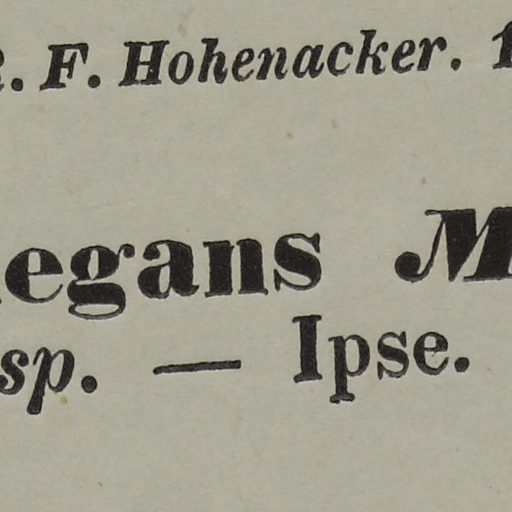 . F. Hohenacker.
egans M
sp. — Ipse.